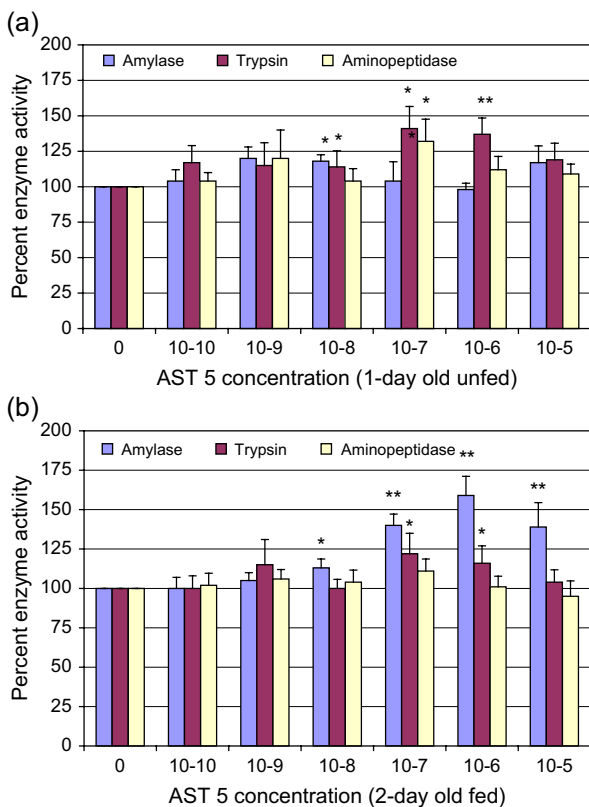 (a)
200
Amylase Trypsin Aminopeptidase
175
150
* * **
125
* * *
100
75
50
25
0
Percent enzyme activity
0 10-10 10-9 10-8 10-7 10-6 10-5
AST 5 concentration (1-day old unfed)
(b)
200
Amylase Trypsin Aminopeptidase
175
**
150
** **
125
* * *
100
75
50
25
0
Percent enzyme activity
0 10-10 10-9 10-8 10-7 10-6 10-5
AST 5 concentration (2-day old fed)